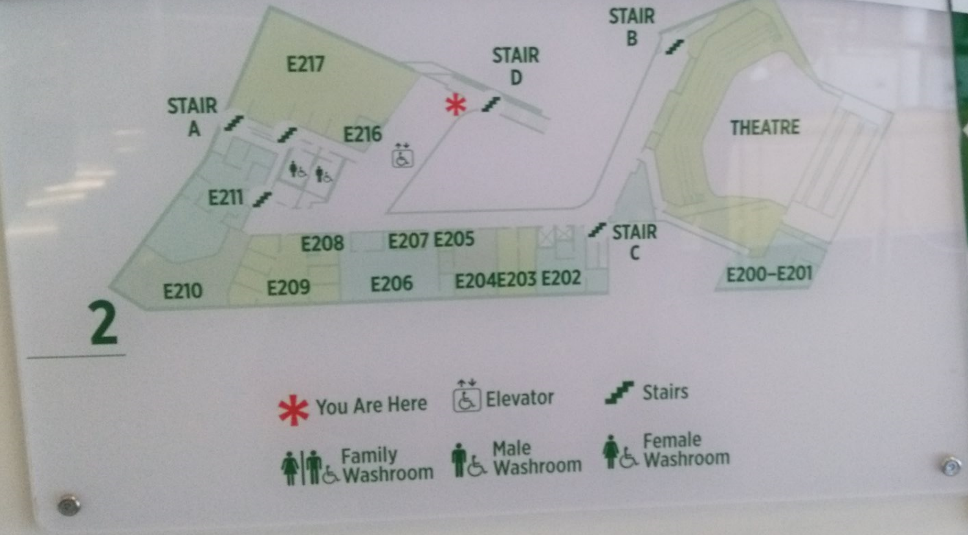 STAIR
B
STAIR
D
E217
STAIR
A
E216
THEATRE
E211
STAIR
C
E208
E207 E205
E200-E201
E210
E209
E206
E204 E203 E202
2
You Are Here
Elevator
Stairs
Family
Washroom
Male
Washroom
Female
Washroom